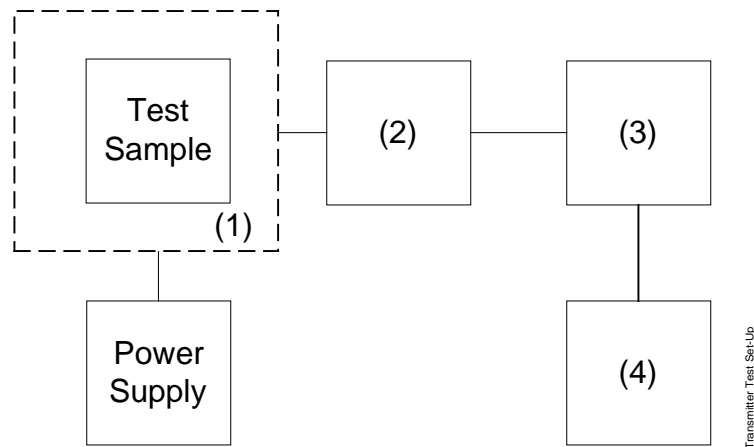 Test
Sample
(1)
(2)
(3)
Power
Supply
(4)
Transmitter Test Set-Up